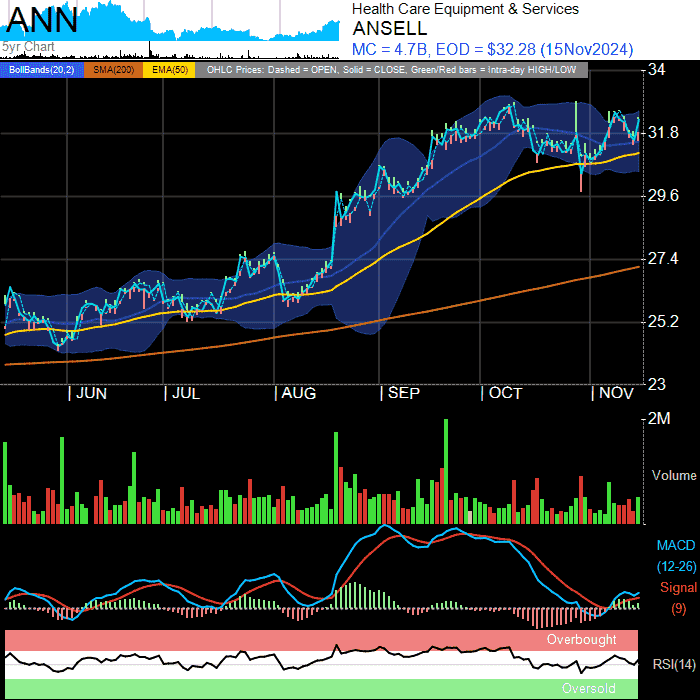 ANN
5yr Chart
Health Care Equipment & Services
ANSELL
MC = 4.7B, EOD = $32.28 (15Nov2024)
BollBands(20,2) SMA(200) EMA(50) OHLC Prices: Dashed = OPEN, Solid = CLOSE, Green/Red bars = Intra-day HIGH/LOW
34
31.8
29.6
27.4
25.2
23
JUN JUL AUG SEP OCT NOV
2M
Volume
MACD
(12-26)
Signal
(9)
Overbought
RSI(14)
Oversold